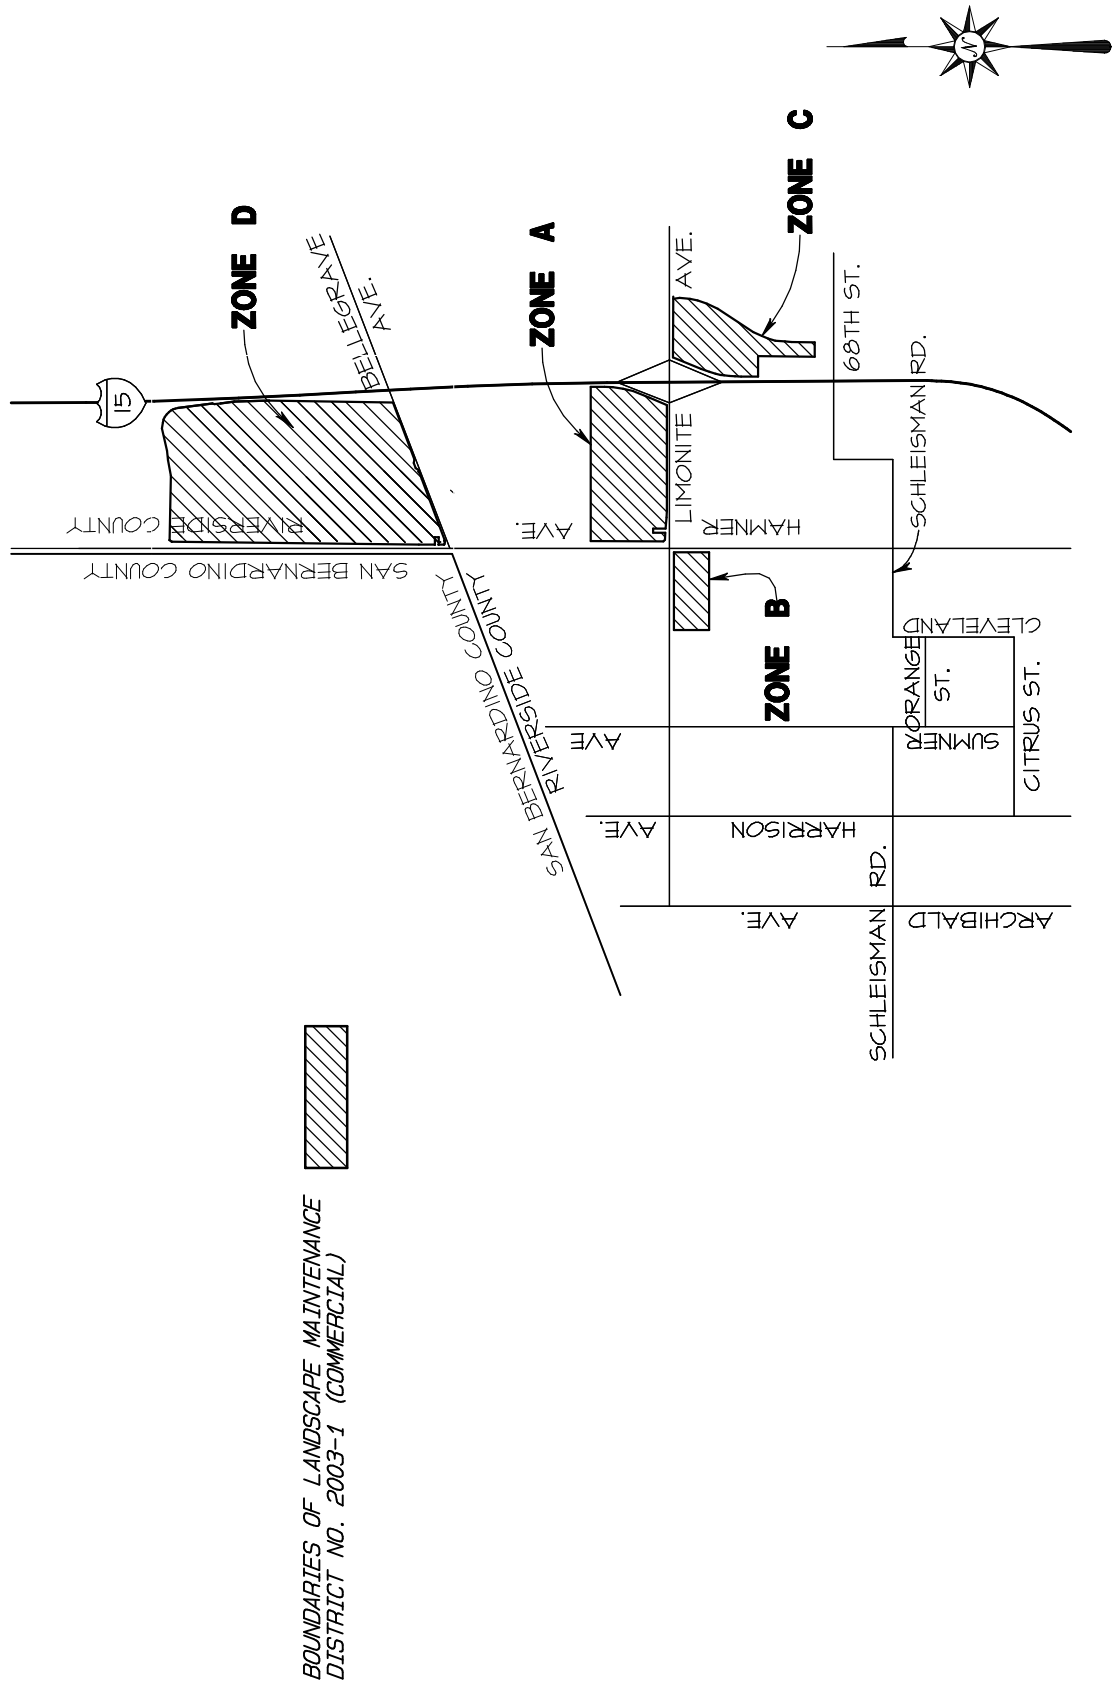 N
ZONE D
BELLEGRAVE
AVE.
15
RIVERSIDE COUNTY
SAN BERNARDINO COUNTY
SAN BERNARDINO COUNTY
RIVERSIDE COUNTY
ZONE A
AVE.
HAMNER
LIMONITE AVE.
ZONE C
68TH ST.
SCHLEISMAN RD.
ZONE B
CLEVELAND
ORANGE
ST.
CITRUS ST.
AVE
SUMNER
AVE.
HARRISON
AVE.
ARCHIBALD
SCHLEISMAN RD.
BOUNDARIES OF LANDSCAPE MAINTENANCE
DISTRICT NO. 2003-1 (COMMERCIAL)